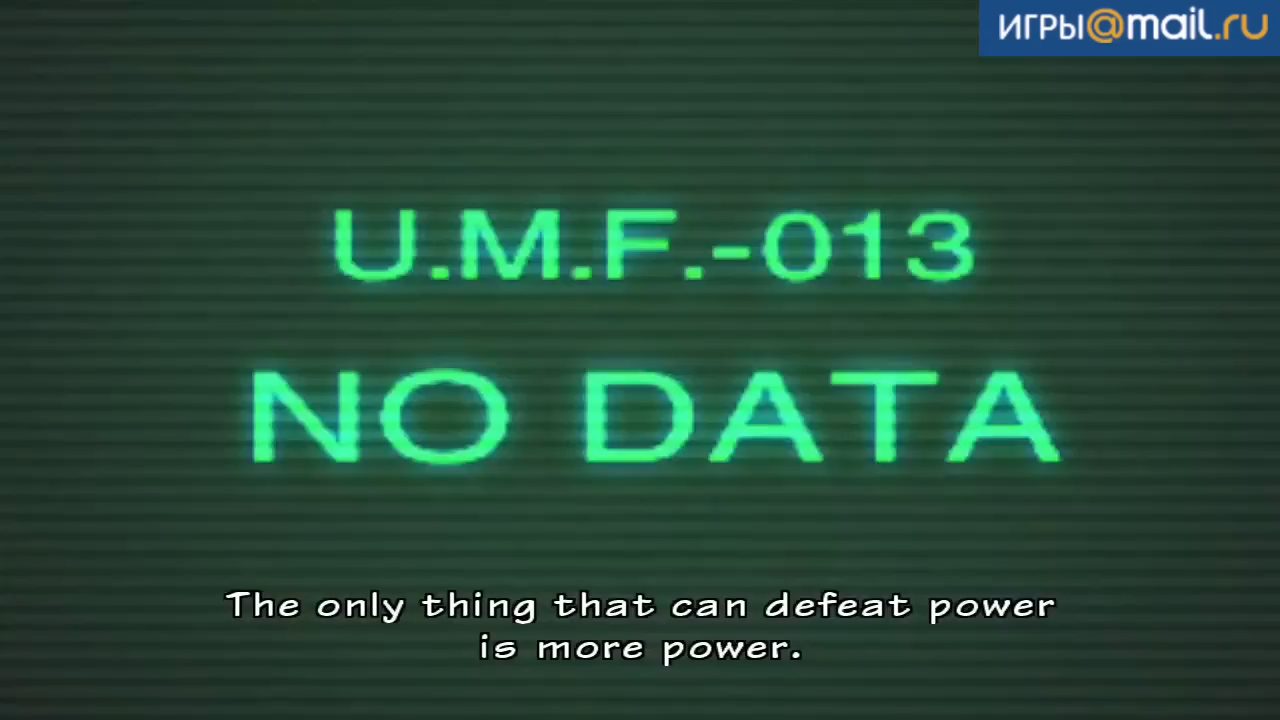 ИГРЫ@mail.ru
U.M.F.-013
NO DATA
The only thing that can defeat power
is more power.